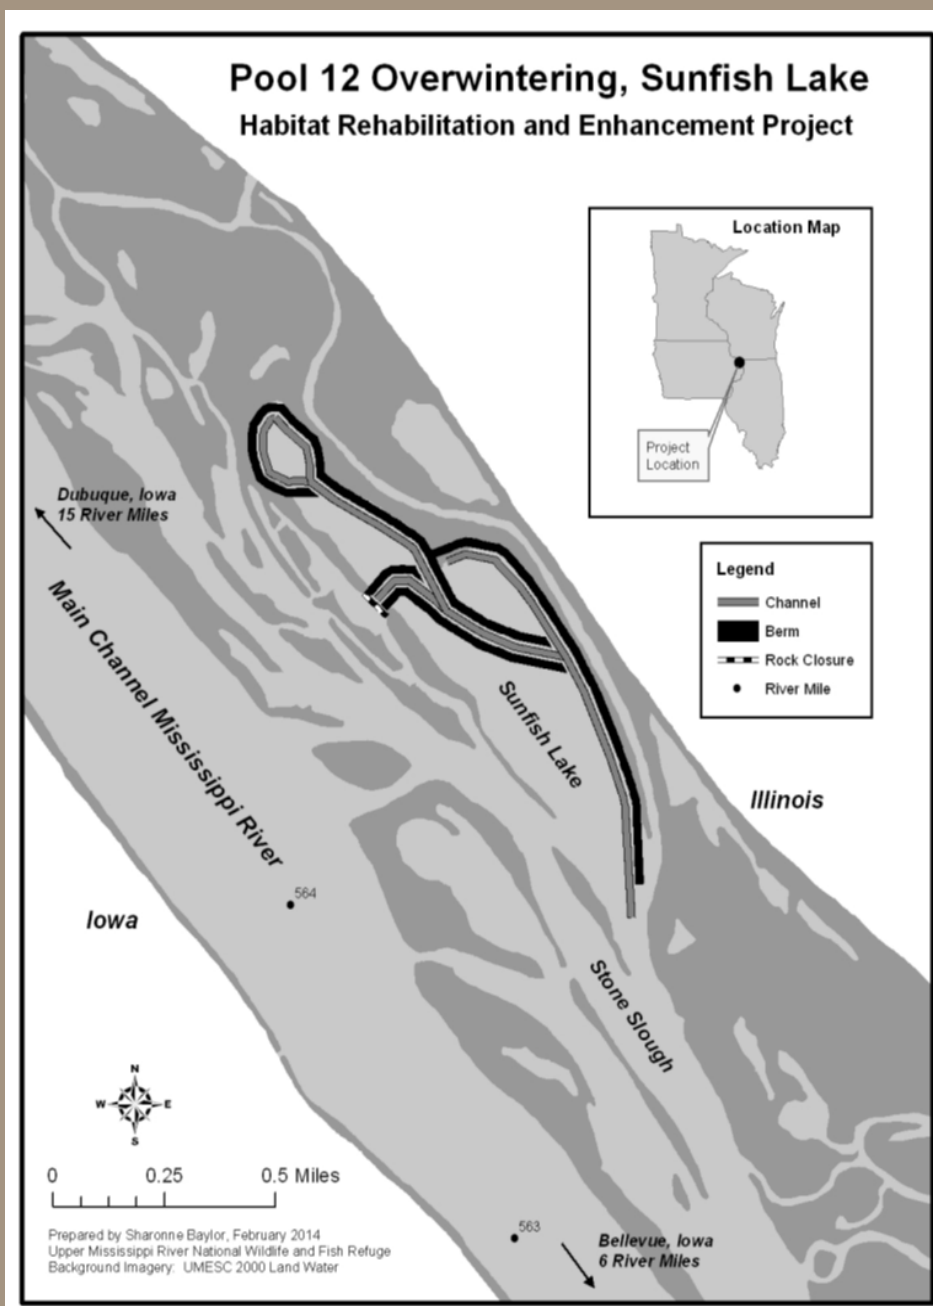 Pool 12 Overwintering, Sunfish Lake
Habitat Rehabilitation and Enhancement Project
Location Map
Project
Location
Dubuque, Iowa
15 River Miles
Legend
Channel
Berm
Rock Closure
River Mile
Main Channel Mississippi River
Sunfish Lake
Illinois
564
Iowa
Stone Slough
N
W E
S
0 0.25 0.5 Miles
563
Bellevue, Iowa
6 River Miles
Prepared by Sharonne Baylor, February 2014
Upper Mississippi River National Wildlife and Fish Refuge
Background Imagery: UMESC 2000 Land Water